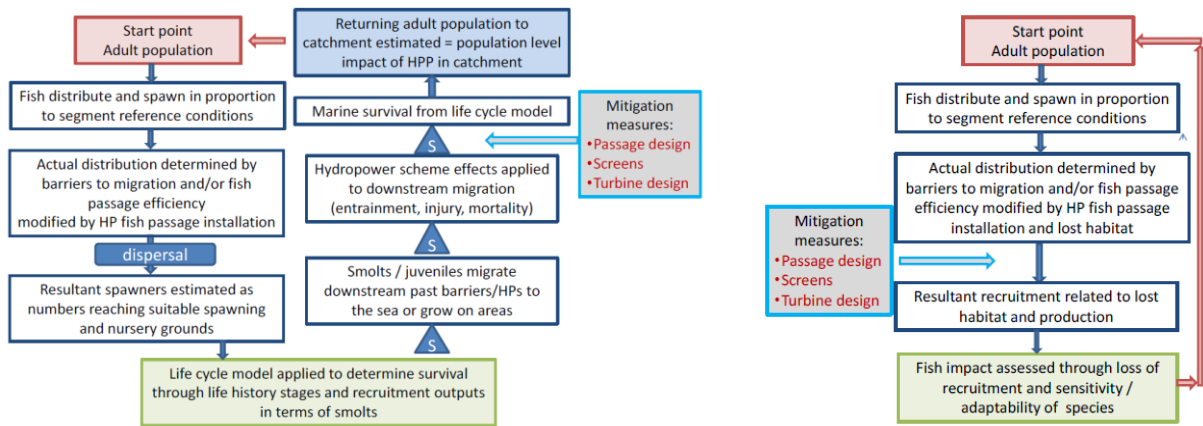 Start point
Adult population
Fish distribute and spawn in proportion
to segment reference conditions
Actual distribution determined by
barriers to migration and/or fish
passage efficiency
modified by HP fish passage installation
dispersal
Resultant spawners estimated as
numbers reaching suitable spawning
and nursery grounds
Life cycle model applied to determine survival
through life history stages and recruitment outputs
in terms of smolts
S
Smolts / juveniles migrate
downstream past barriers/HPs to
the sea or grow on areas
S
Hydropower scheme effects applied
to downstream migration
(entrainment, injury, mortality)
S
Marine survival from life cycle model
Returning adult population to
catchment estimated = population level
impact of HPP in catchment
Mitigation
measures:
•Passage design
•Screens
•Turbine design
Start point
Adult population
Fish distribute and spawn in proportion
to segment reference conditions
Actual distribution determined by
barriers to migration and/or fish passage
efficiency modified by HP fish passage
installation and lost habitat
Mitigation
measures:
•Passage design
•Screens
•Turbine design
Resultant recruitment related to lost
habitat and production
Fish impact assessed through loss of
recruitment and sensitivity /
adaptability of species